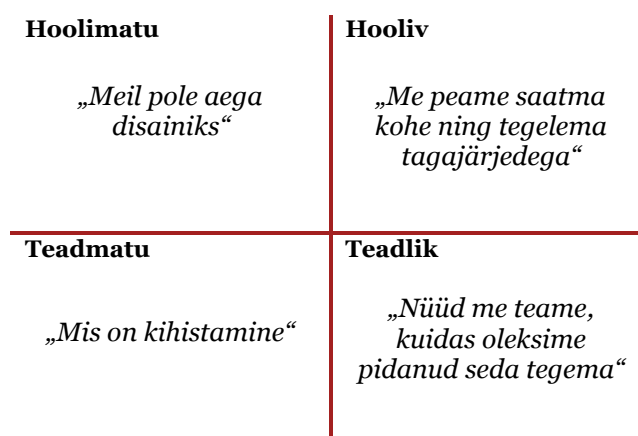 Hoolimatu
„Meil pole aega
disainiks“
Hooliv
„Me peame saatma
kohe ning tegelema
tagajärjedega“
Teadmatu
„Mis on kihistamine“
Teadlik
„Nüüd me teame,
kuidas oleksime
pidanud seda tegema“